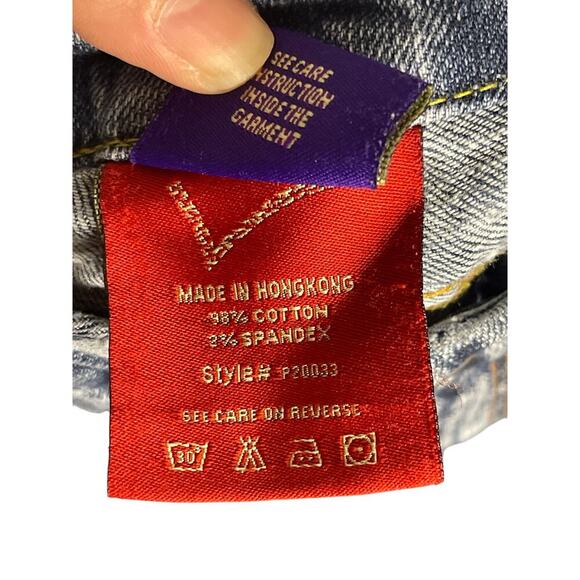 SEE CARE
INSTRUCTION
INSIDE THE
GARMENT
MADE IN HONGKONG
98% COTTON
2% SPANDEX
Style# P20033
SEE CARE ON REVERSE
30°